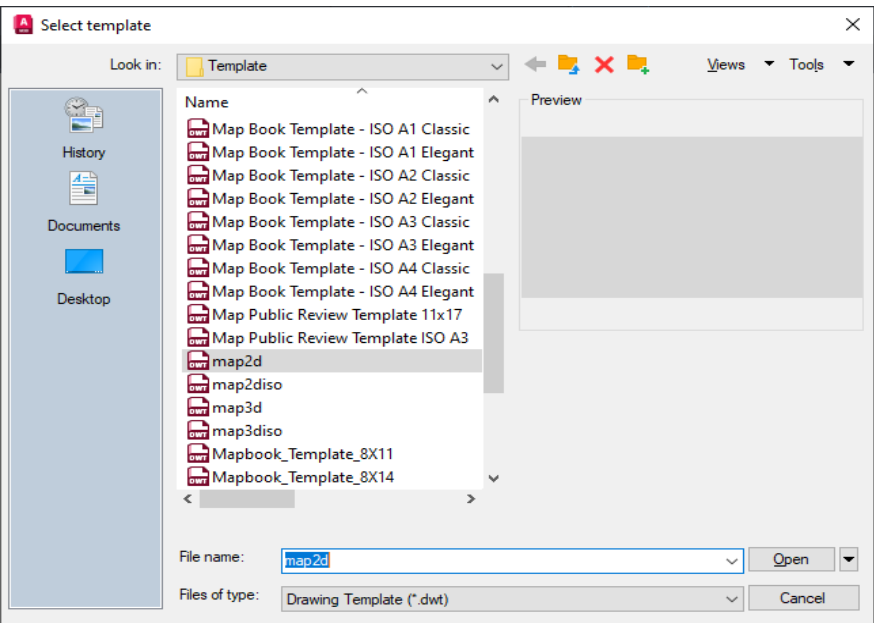 Select template
Look in:
Template
Views
Tools
History
Documents
Desktop
Name
Map Book Template - ISO A1 Classic
Map Book Template - ISO A1 Elegant
Map Book Template - ISO A2 Classic
Map Book Template - ISO A2 Elegant
Map Book Template - ISO A3 Classic
Map Book Template - ISO A3 Elegant
Map Book Template - ISO A4 Classic
Map Book Template - ISO A4 Elegant
Map Public Review Template 11x17
Map Public Review Template ISO A3
map2d
map2diso
map3d
map3diso
Mapbook_Template_8X11
Mapbook_Template_8X14
Preview
File name:
map2d
Open
Files of type:
Drawing Template (*.dwt)
Cancel